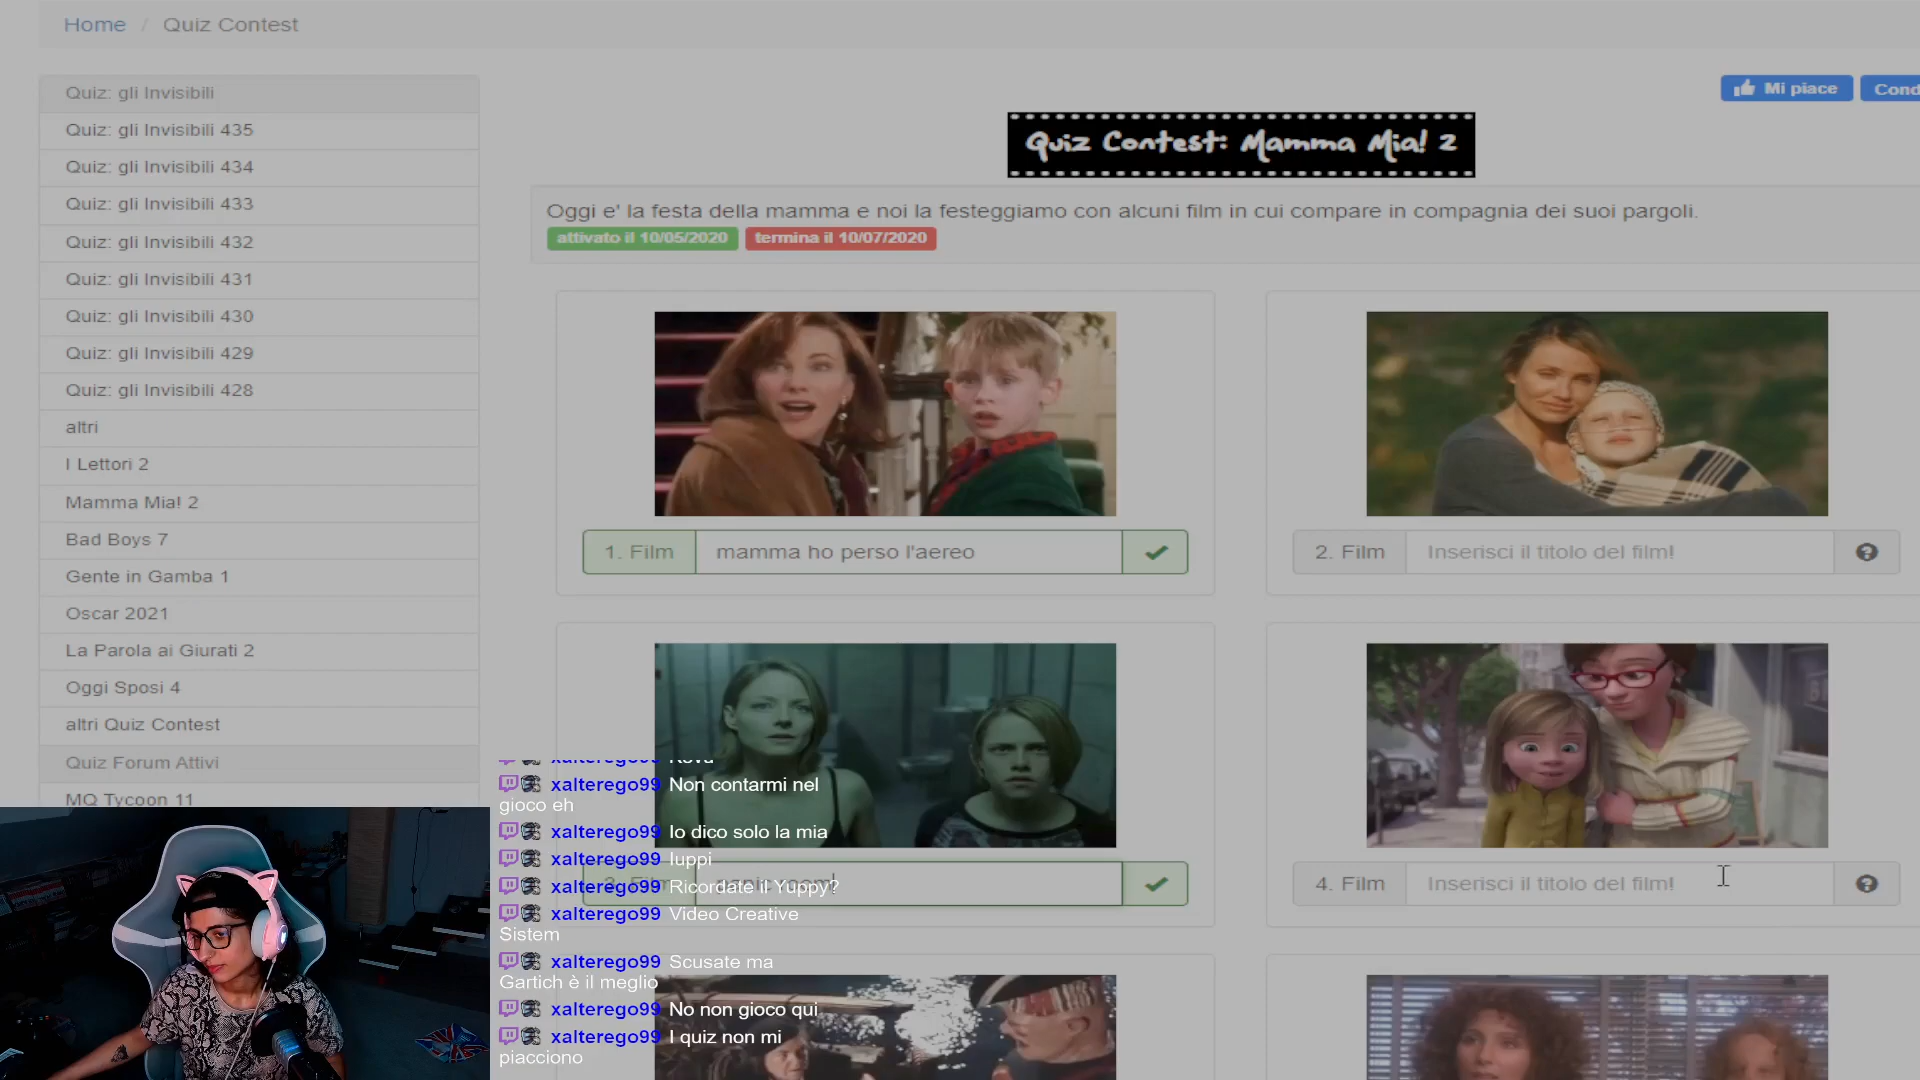 Home / Quiz Contest
Quiz: gli Invisibili
Quiz: gli Invisibili 435
Quiz: gli Invisibili 434
Quiz: gli Invisibili 433
Quiz: gli Invisibili 432
Quiz: gli Invisibili 431
Quiz: gli Invisibili 430
Quiz: gli Invisibili 429
Quiz: gli Invisibili 428
altri
I Lettori 2
Mamma Mia! 2
Bad Boys 7
Gente in Gamba 1
Oscar 2021
La Parola ai Giurati 2
Oggi Sposi 4
altri Quiz Contest
Quiz Forum Attivi
MQ Tycoon 11
Mi piace
Cond
Quiz Contest: Mamma Mia! 2
Oggi e' la festa della mamma e noi la festeggiamo con alcuni film in cui compare in compagnia dei suoi pargoli.
attivato il 10/05/2020 termina il 10/07/2020
1. Film mamma ho perso l'aereo
2. Film Inserisci il titolo del film!
4. Film Inserisci il titolo del film!
xalterego99
xalterego99 Non contarmi nel
gioco eh
xalterego99 Io dico solo la mia
xalterego99 Iuppi
xalterego99 Ricordate il Yuppy?
xalterego99 Video Creative
Sistem
xalterego99 Scusate ma
Gartich è il meglio
xalterego99 No non gioco qui
xalterego99 I quiz non mi
piacciono